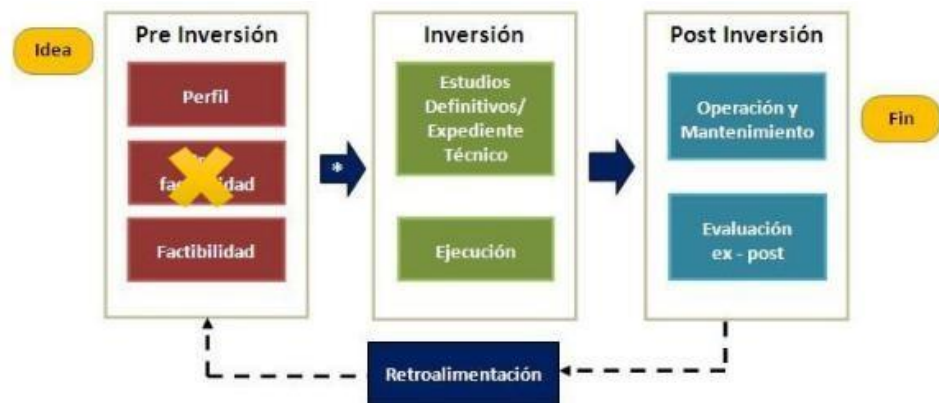 Idea
Pre Inversión
Perfil
Factibilidad
*
Inversión
Estudios
Definitivos/
Expediente
Técnico
Ejecución
Post Inversión
Operación y
Mantenimiento
Evaluación
ex - post
Fin
Retroalimentación